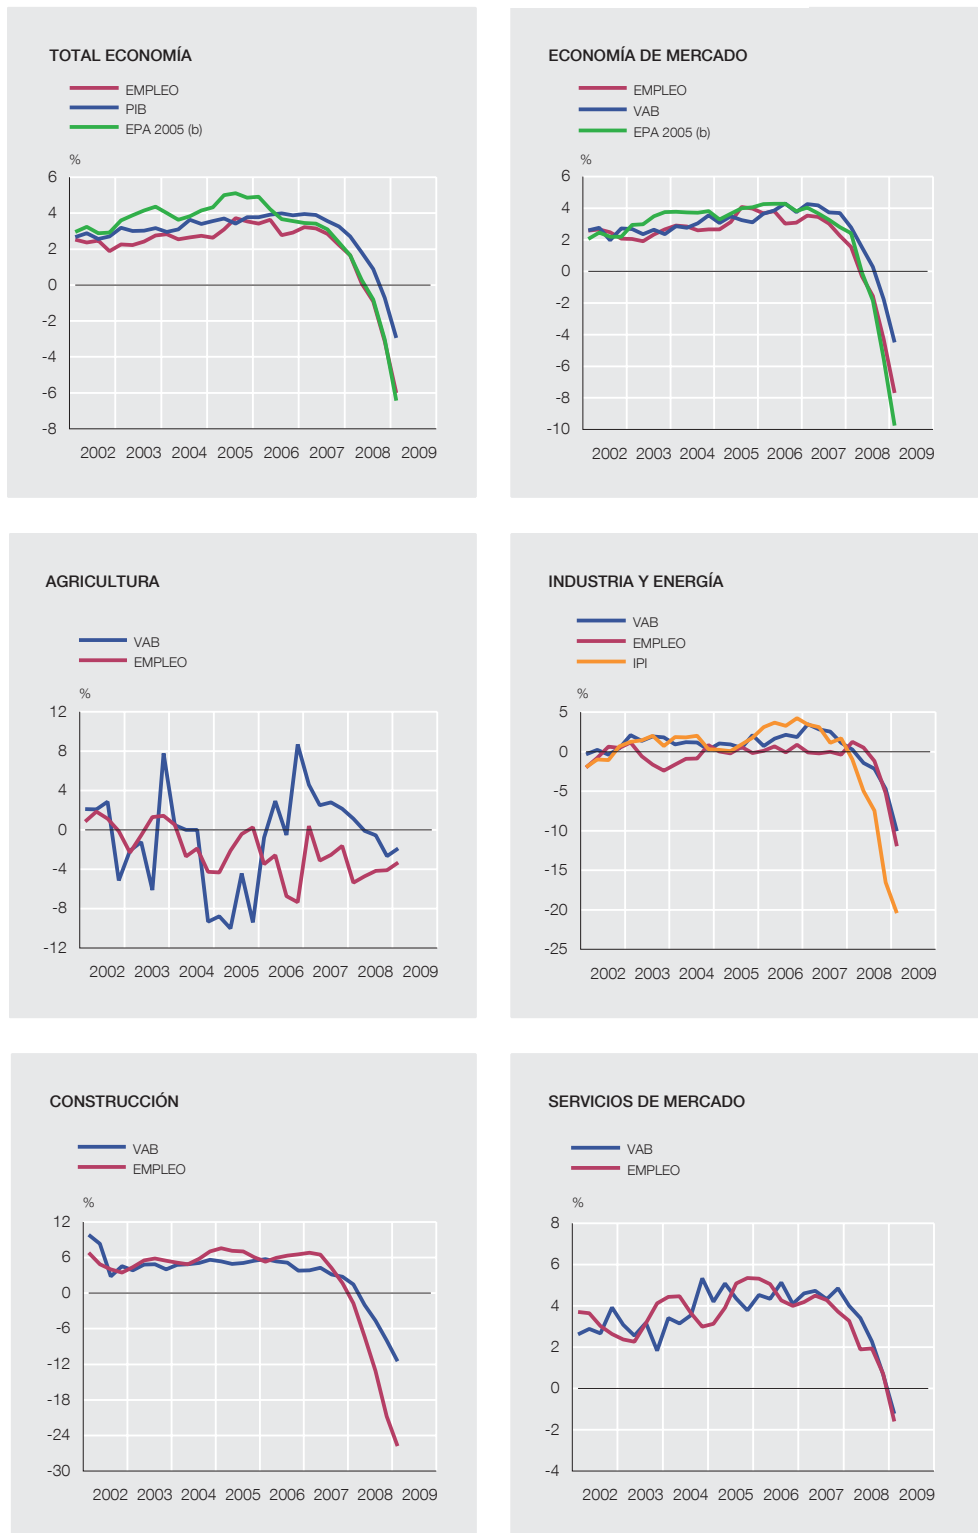 TOTAL ECONOMÍA
EMPLEO
PIB
EPA 2005 (b)
%
6
4
2
0
-2
-4
-6
-8
2002 2003 2004 2005 2006 2007 2008 2009
ECONOMÍA DE MERCADO
EMPLEO
VAB
EPA 2005 (b)
%
6
4
2
0
-2
-4
-6
-8
-10
2002 2003 2004 2005 2006 2007 2008 2009
AGRICULTURA
VAB
EMPLEO
%
12
8
4
0
-4
-8
-12
2002 2003 2004 2005 2006 2007 2008 2009
INDUSTRIA Y ENERGÍA
VAB
EMPLEO
IPI
%
5
0
-5
-10
-15
-20
-25
2002 2003 2004 2005 2006 2007 2008 2009
CONSTRUCCIÓN
VAB
EMPLEO
%
12
6
0
-6
-12
-18
-24
-30
2002 2003 2004 2005 2006 2007 2008 2009
SERVICIOS DE MERCADO
VAB
EMPLEO
%
8
6
4
2
0
-2
-4
2002 2003 2004 2005 2006 2007 2008 2009